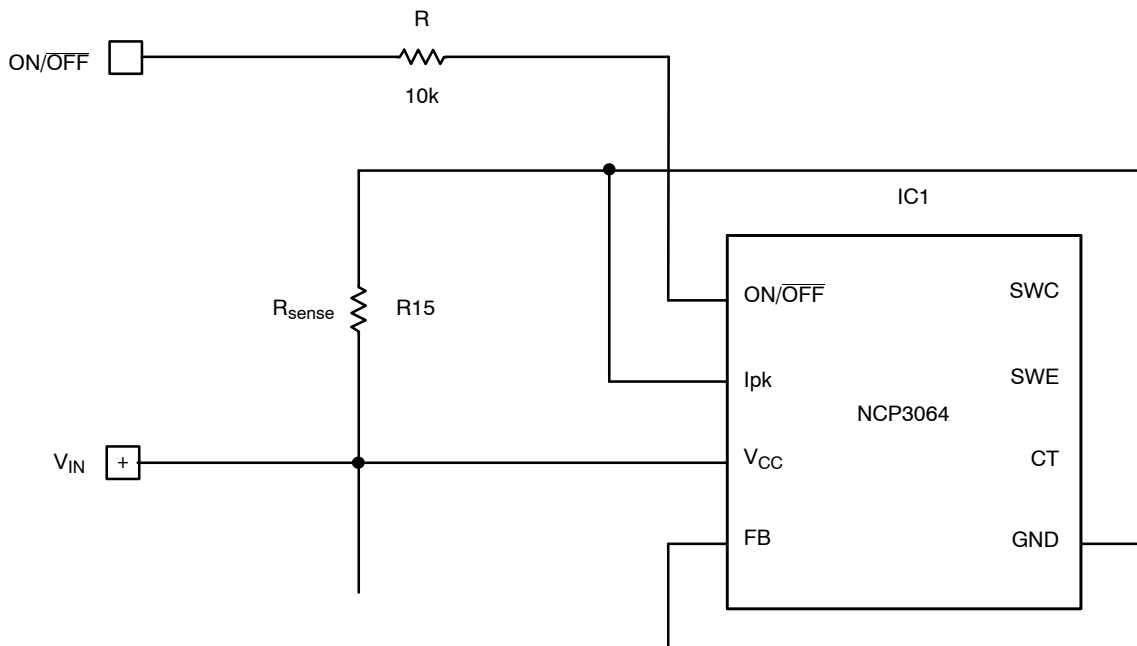 R
ON/OFF
10k
IC1
ON/OFF
SWC
Rsense
R15
Ipk
SWE
NCP3064
VIN
+
VCC
CT
FB
GND